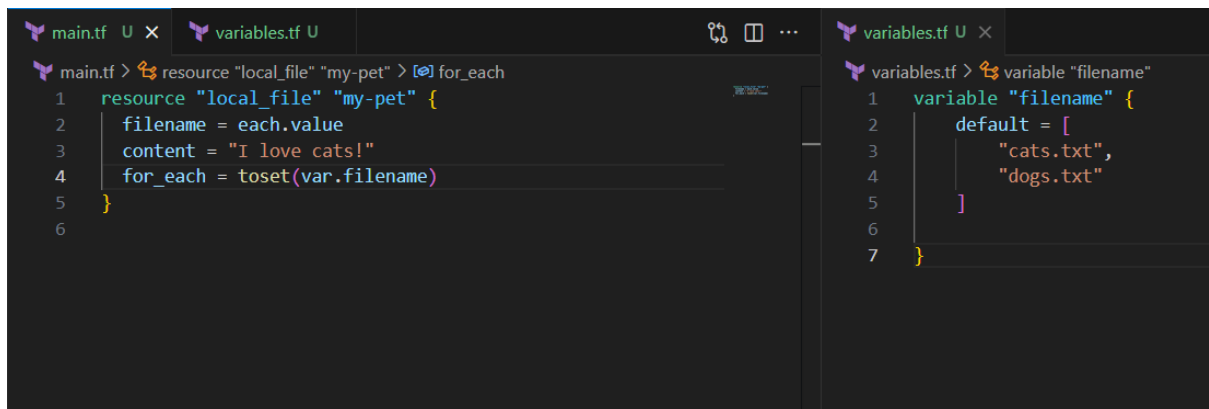 main.tf U
variables.tf U
main.tf > resource "local_file" "my-pet" > for_each
1 resource "local_file" "my-pet" {
2 filename = each.value
3 content = "I love cats!"
4 for_each = toset(var.filename)
5 }
6
variables.tf U
variables.tf > variable "filename"
1 variable "filename" {
2 default = [
3 "cats.txt",
4 "dogs.txt"
5 ]
6
7 }